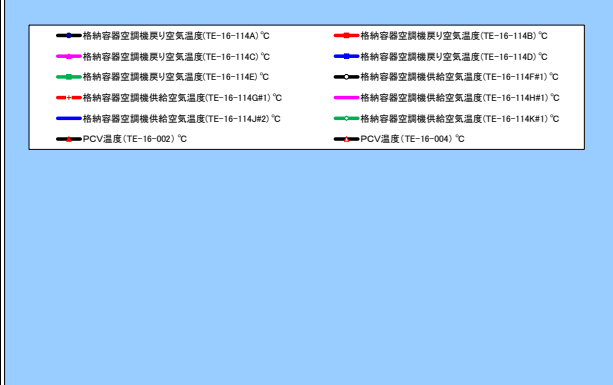 格納容器空調機戻り空気温度(TE-16-114A) ℃ 格納容器空調機戻り空気温度(TE-16-114B) ℃
格納容器空調機戻り空気温度(TE-16-114C) ℃ 格納容器空調機戻り空気温度(TE-16-114D) ℃
格納容器空調機戻り空気温度(TE-16-114E) ℃ 格納容器空調機供給空気温度(TE-16-114F#1) ℃
格納容器空調機供給空気温度(TE-16-114G#1) ℃ 格納容器空調機供給空気温度(TE-16-114H#1) ℃
格納容器空調機供給空気温度(TE-16-114J#2) ℃ 格納容器空調機供給空気温度(TE-16-114K#1) ℃
PCV温度(TE-16-002) ℃ PCV温度(TE-16-004) ℃